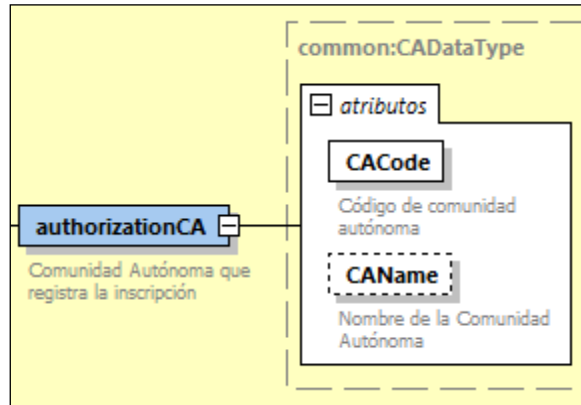 common:CADataType
atributos
CACode
Código de comunidad
autónoma
authorizationCA
Comunidad Autónoma que
registra la inscripción
CAName
Nombre de la Comunidad
Autónoma